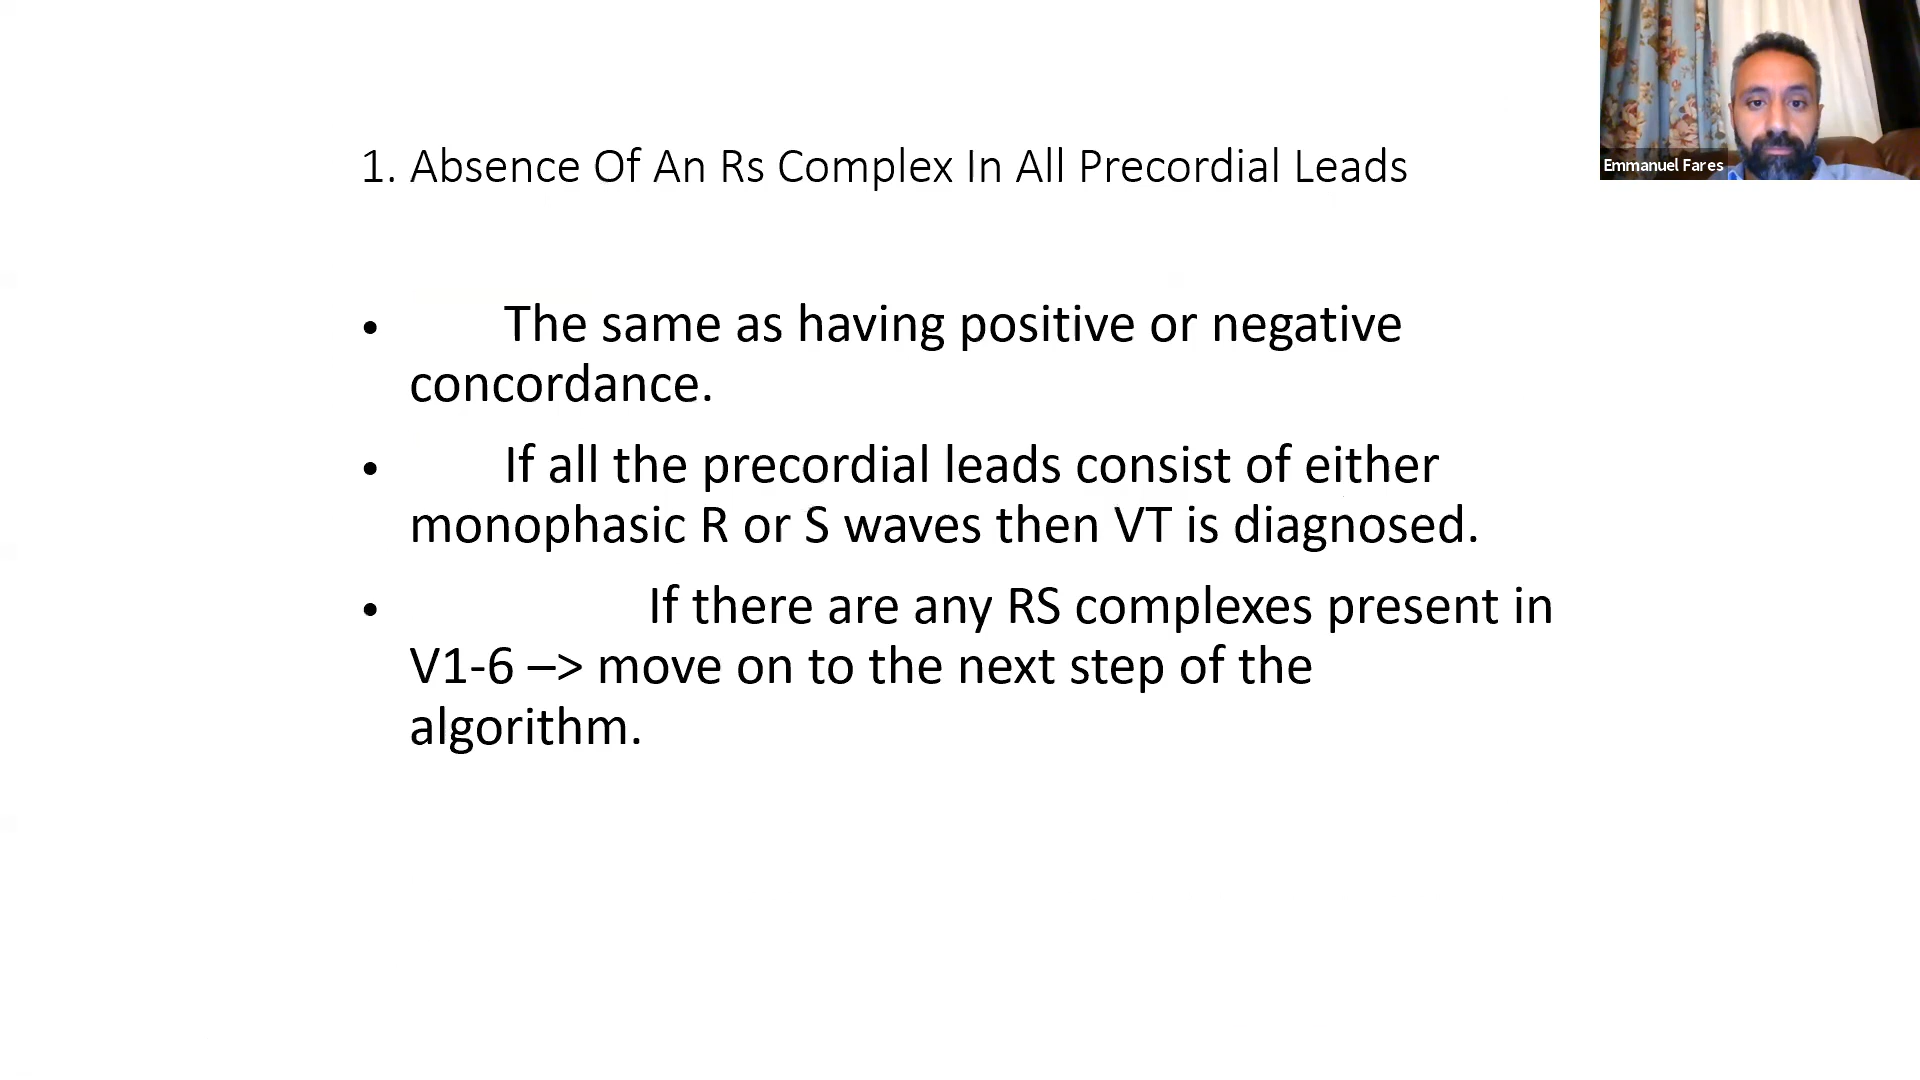 1. Absence Of An Rs Complex In All Precordial Leads
Emmanuel Fares
• The same as having positive or negative
concordance.
• If all the precordial leads consist of either
monophasic R or S waves then VT is diagnosed.
• If there are any RS complexes present in
V1-6 –> move on to the next step of the
algorithm.